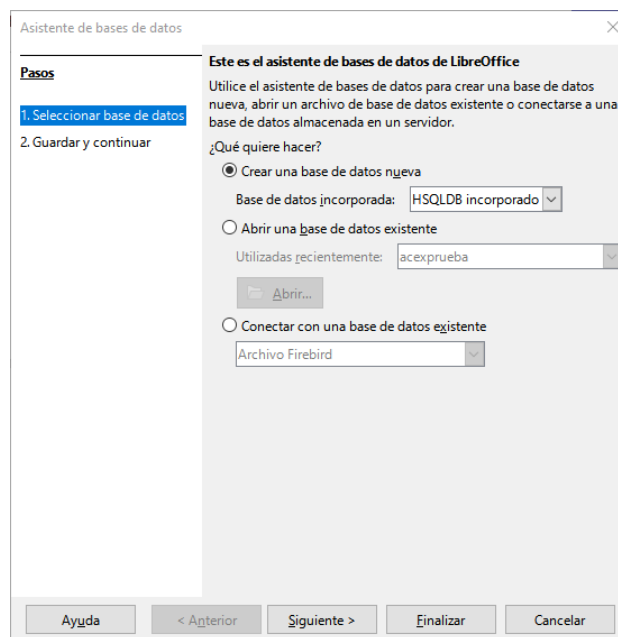 Asistente de bases de datos
Pasos
1. Seleccionar base de datos
2. Guardar y continuar
Este es el asistente de bases de datos de LibreOffice
Utilice el asistente de bases de datos para crear una base de datos
nueva, abrir un archivo de base de datos existente o conectarse a una
base de datos almacenada en un servidor.
¿Qué quiere hacer?
Crear una base de datos nueva
Base de datos incorporada: HSQLDB incorporado
Abrir una base de datos existente
Utilizadas recientemente: acexprueba
Abrir...
Conectar con una base de datos existente
Archivo Firebird
Ayuda < Anterior Siguiente > Finalizar Cancelar